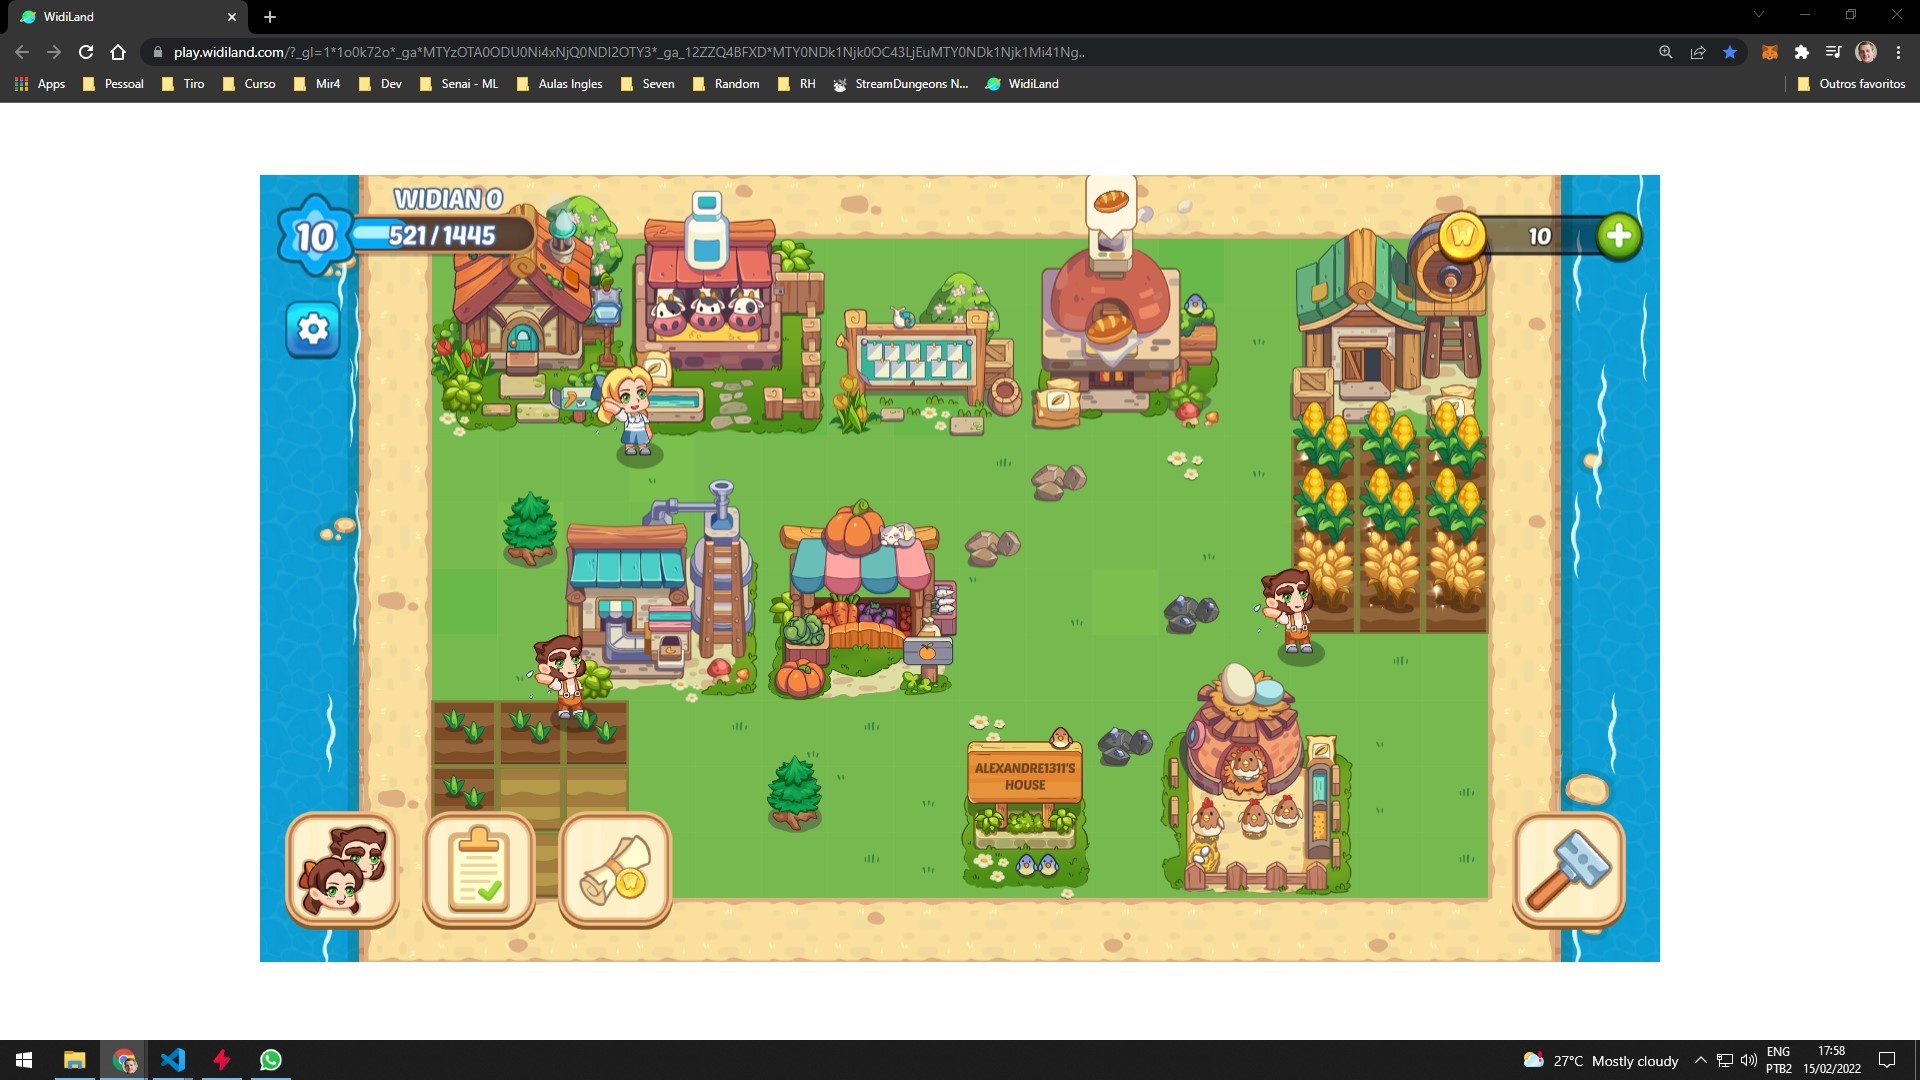 WidiLand
play.widiland.com/?_gl=1*1o0k72o*_ga*MTYzOTA0ODU0Ni4xNjQ0NDI2OTY3*_ga_12ZZQ4BFXD*MTY0NDk1Njk0OC43LjEuMTY0NDk1Njk1Mi41Ng..
Apps Pessoal Tiro Curso Mir4 Dev Senai - ML Aulas Ingles Seven Random RH StreamDungeons N... WidiLand Outros favoritos
WIDIAN 0
10 521/1445
W 10
ALEXANDRE1311'S
HOUSE
W
27°C Mostly cloudy
ENG
PTB2
17:58
15/02/2022